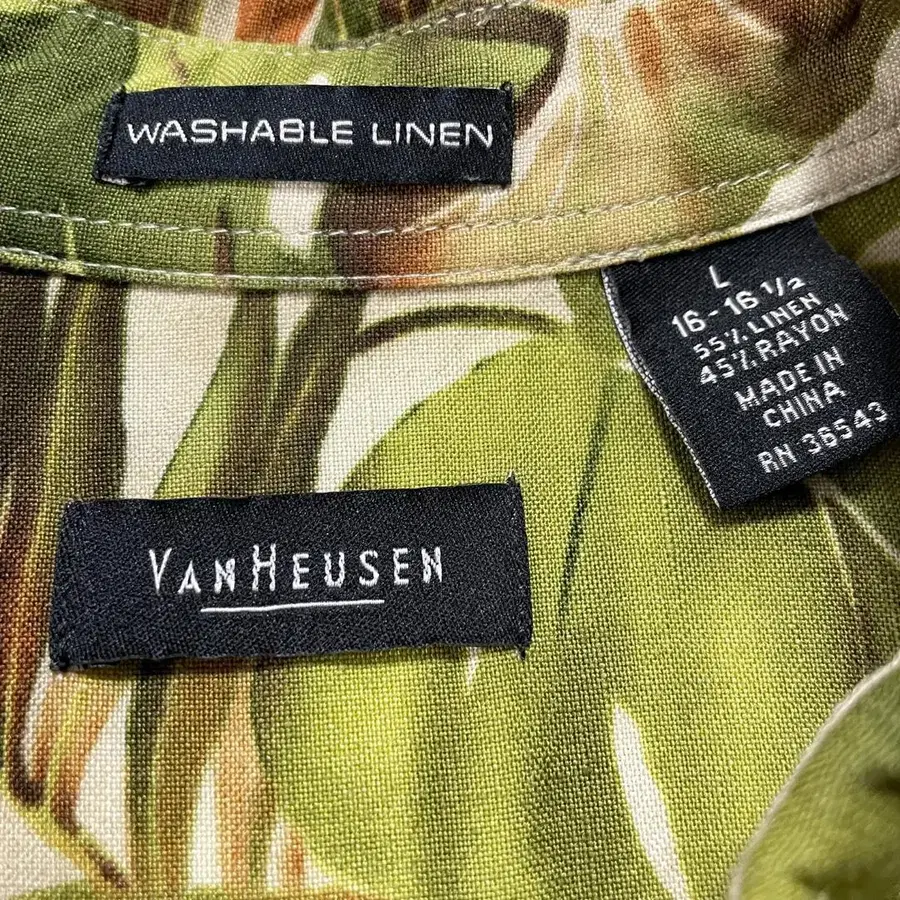 WASHABLE LINEN
L
16-16 1/2
55% LINEN
45% RAYON
MADE IN
CHINA
RN 36543
VANHEUSEN